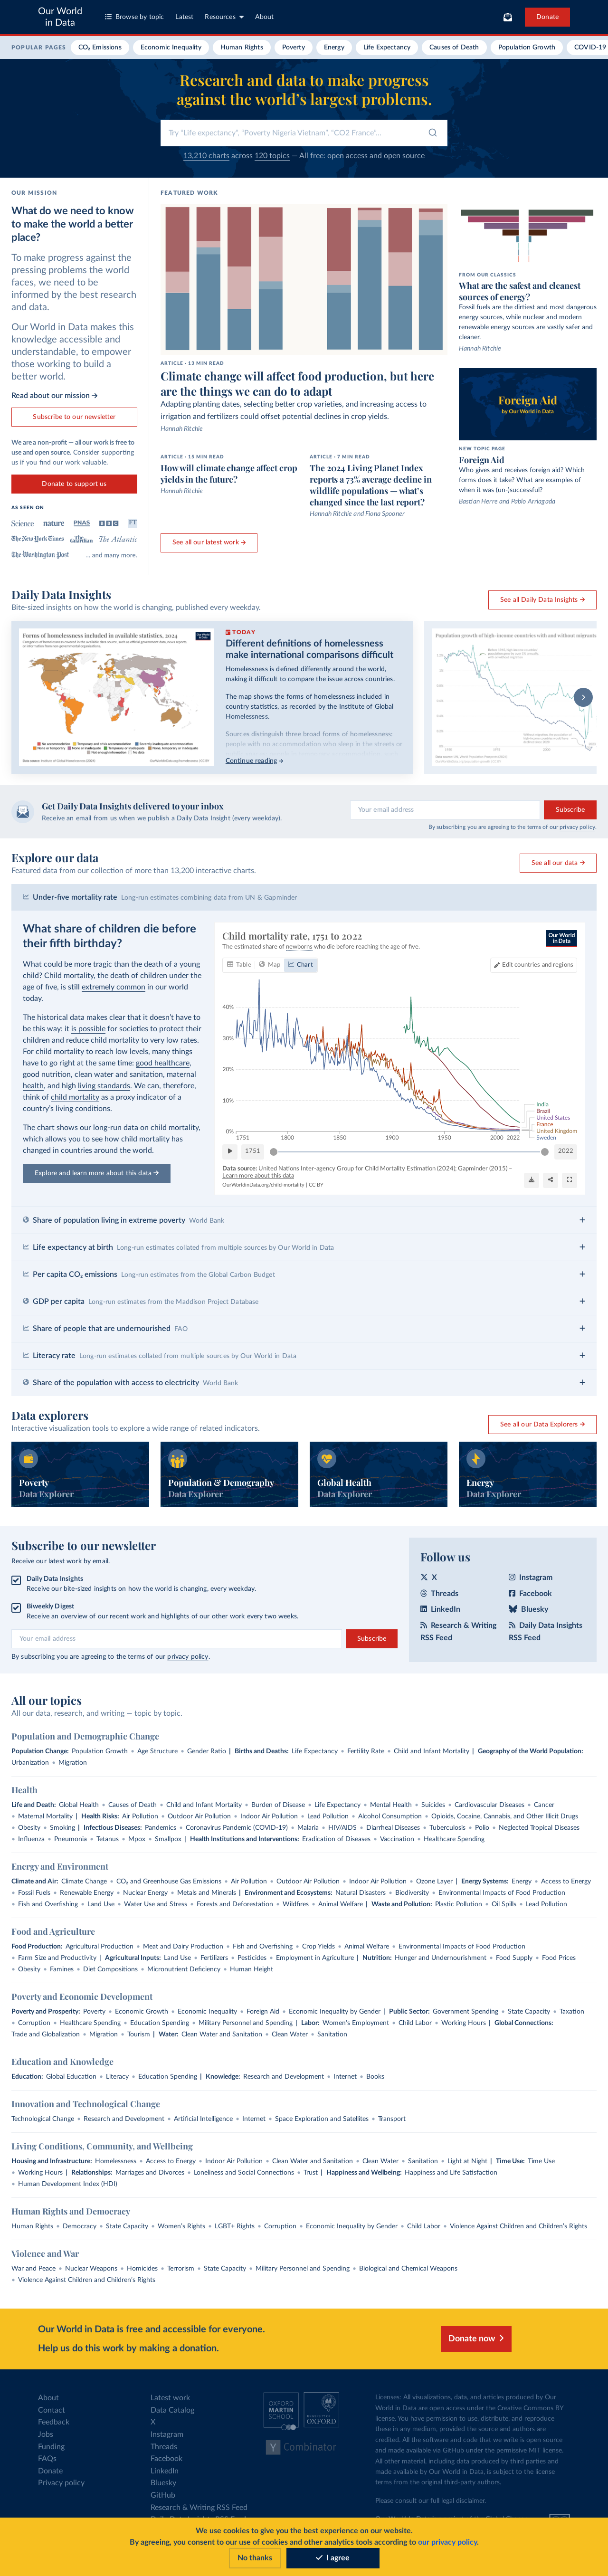 Our World
in Data
Browse by topic
Latest
Resources
About
Donate
POPULAR PAGES
CO₂ Emissions
Economic Inequality
Human Rights
Poverty
Energy
Life Expectancy
Causes of Death
Population Growth
COVID-19
Research and data to make progress
against the world's largest problems.
Try "Life expectancy", "Poverty Nigeria Vietnam", "CO2 France"...
13,210 charts across 120 topics — All free: open access and open source
OUR MISSION
What do we need to know
to make the world a better
place?
To make progress against the
pressing problems the world
faces, we need to be
informed by the best research
and data.
Our World in Data makes this
knowledge accessible and
understandable, to empower
those working to build a
better world.
Read about our mission →
Subscribe to our newsletter
We are a non-profit — all our work is free to
use and open source. Consider supporting
us if you find our work valuable.
Donate to support us
AS SEEN ON
Science nature PNAS BBC FT
The New York Times The Guardian The Atlantic
The Washington Post ... and many more.
FEATURED WORK
ARTICLE - 13 MIN READ
Climate change will affect food production, but here
are the things we can do to adapt
Adapting planting dates, selecting better crop varieties, and increasing access to
irrigation and fertilizers could offset potential declines in crop yields.
Hannah Ritchie
ARTICLE - 15 MIN READ
How will climate change affect crop
yields in the future?
Hannah Ritchie
ARTICLE - 7 MIN READ
The 2024 Living Planet Index
reports a 73% average decline in
wildlife populations — what's
changed since the last report?
Hannah Ritchie and Fiona Spooner
See all our latest work →
FROM OUR CLASSICS
What are the safest and cleanest
sources of energy?
Fossil fuels are the dirtiest and most dangerous
energy sources, while nuclear and modern
renewable energy sources are vastly safer and
cleaner.
Hannah Ritchie
Foreign Aid
by Our World in Data
NEW TOPIC PAGE
Foreign Aid
Who gives and receives foreign aid? Which
forms does it take? What are examples of
when it was (un-)successful?
Bastian Herre and Pablo Arriagada
Daily Data Insights
Bite-sized insights on how the world is changing, published every weekday.
See all Daily Data Insights →
Forms of homelessness included in available statistics, 2024
TODAY
Different definitions of homelessness
make international comparisons difficult
Homelessness is defined differently around the world,
making it difficult to compare the issue across countries.
The map shows the forms of homelessness included in
country statistics, as recorded by the Institute of Global
Homelessness.
Sources distinguish three broad forms of homelessness:
people with no accommodation who sleep in the streets or
Continue reading →
Population growth of high-income countries with and without migrants
Get Daily Data Insights delivered to your inbox
Receive an email from us when we publish a Daily Data Insight (every weekday).
Your email address
Subscribe
By subscribing you are agreeing to the terms of our privacy policy.
Explore our data
Featured data from our collection of more than 13,200 interactive charts.
See all our data →
Under-five mortality rate Long-run estimates combining data from UN & Gapminder
What share of children die before
their fifth birthday?
What could be more tragic than the death of a young
child? Child mortality, the death of children under the
age of five, is still extremely common in our world
today.
The historical data makes clear that it doesn't have to
be this way: it is possible for societies to protect their
children and reduce child mortality to very low rates.
For child mortality to reach low levels, many things
have to go right at the same time: good healthcare,
good nutrition, clean water and sanitation, maternal
health, and high living standards. We can, therefore,
think of child mortality as a proxy indicator of a
country's living conditions.
The chart shows our long-run data on child mortality,
which allows you to see how child mortality has
changed in countries around the world.
Explore and learn more about this data →
Child mortality rate, 1751 to 2022
The estimated share of newborns who die before reaching the age of five.
Our World
in Data
Table
Map
Chart
Edit countries and regions
40%
30%
20%
10%
0%
1751 1800 1850 1900 1950 2000 2022
India
Brazil
United States
France
United Kingdom
Sweden
1751
2022
Data source: United Nations Inter-agency Group for Child Mortality Estimation (2024); Gapminder (2015) –
Learn more about this data
OurWorldinData.org/child-mortality | CC BY
Share of population living in extreme poverty World Bank
Life expectancy at birth Long-run estimates collated from multiple sources by Our World in Data
Per capita CO₂ emissions Long-run estimates from the Global Carbon Budget
GDP per capita Long-run estimates from the Maddison Project Database
Share of people that are undernourished FAO
Literacy rate Long-run estimates collated from multiple sources by Our World in Data
Share of the population with access to electricity World Bank
Data explorers
Interactive visualization tools to explore a wide range of related indicators.
See all our Data Explorers →
Poverty
Data Explorer
Population & Demography
Data Explorer
Global Health
Data Explorer
Energy
Data Explorer
Subscribe to our newsletter
Receive our latest work by email.
Daily Data Insights
Receive our bite-sized insights on how the world is changing, every weekday.
Biweekly Digest
Receive an overview of our recent work and highlights of our other work every two weeks.
Your email address
Subscribe
By subscribing you are agreeing to the terms of our privacy policy.
Follow us
X
Instagram
Threads
Facebook
LinkedIn
Bluesky
Research & Writing
RSS Feed
Daily Data Insights
RSS Feed
All our topics
All our data, research, and writing — topic by topic.
Population and Demographic Change
Population Change: Population Growth • Age Structure • Gender Ratio | Births and Deaths: Life Expectancy • Fertility Rate • Child and Infant Mortality | Geography of the World Population:
Urbanization • Migration
Health
Life and Death: Global Health • Causes of Death • Child and Infant Mortality • Burden of Disease • Life Expectancy • Mental Health • Suicides • Cardiovascular Diseases • Cancer
• Maternal Mortality | Health Risks: Air Pollution • Outdoor Air Pollution • Indoor Air Pollution • Lead Pollution • Alcohol Consumption • Opioids, Cocaine, Cannabis, and Other Illicit Drugs
• Obesity • Smoking | Infectious Diseases: Pandemics • Coronavirus Pandemic (COVID-19) • Malaria • HIV/AIDS • Diarrheal Diseases • Tuberculosis • Polio • Neglected Tropical Diseases
• Influenza • Pneumonia • Tetanus • Mpox • Smallpox | Health Institutions and Interventions: Eradication of Diseases • Vaccination • Healthcare Spending
Energy and Environment
Climate and Air: Climate Change • CO₂ and Greenhouse Gas Emissions • Air Pollution • Outdoor Air Pollution • Indoor Air Pollution • Ozone Layer | Energy Systems: Energy • Access to Energy
• Fossil Fuels • Renewable Energy • Nuclear Energy • Metals and Minerals | Environment and Ecosystems: Natural Disasters • Biodiversity • Environmental Impacts of Food Production
• Fish and Overfishing • Land Use • Water Use and Stress • Forests and Deforestation • Wildfires • Animal Welfare | Waste and Pollution: Plastic Pollution • Oil Spills • Lead Pollution
Food and Agriculture
Food Production: Agricultural Production • Meat and Dairy Production • Fish and Overfishing • Crop Yields • Animal Welfare • Environmental Impacts of Food Production
• Farm Size and Productivity | Agricultural Inputs: Land Use • Fertilizers • Pesticides • Employment in Agriculture | Nutrition: Hunger and Undernourishment • Food Supply • Food Prices
• Obesity • Famines • Diet Compositions • Micronutrient Deficiency • Human Height
Poverty and Economic Development
Poverty and Prosperity: Poverty • Economic Growth • Economic Inequality • Foreign Aid • Economic Inequality by Gender | Public Sector: Government Spending • State Capacity • Taxation
• Corruption • Healthcare Spending • Education Spending • Military Personnel and Spending | Labor: Women's Employment • Child Labor • Working Hours | Global Connections:
Trade and Globalization • Migration • Tourism | Water: Clean Water and Sanitation • Clean Water • Sanitation
Education and Knowledge
Education: Global Education • Literacy • Education Spending | Knowledge: Research and Development • Internet • Books
Innovation and Technological Change
Technological Change • Research and Development • Artificial Intelligence • Internet • Space Exploration and Satellites • Transport
Living Conditions, Community, and Wellbeing
Housing and Infrastructure: Homelessness • Access to Energy • Indoor Air Pollution • Clean Water and Sanitation • Clean Water • Sanitation • Light at Night | Time Use: Time Use
• Working Hours | Relationships: Marriages and Divorces • Loneliness and Social Connections • Trust | Happiness and Wellbeing: Happiness and Life Satisfaction
• Human Development Index (HDI)
Human Rights and Democracy
Human Rights • Democracy • State Capacity • Women's Rights • LGBT+ Rights • Corruption • Economic Inequality by Gender • Child Labor • Violence Against Children and Children's Rights
Violence and War
War and Peace • Nuclear Weapons • Homicides • Terrorism • State Capacity • Military Personnel and Spending • Biological and Chemical Weapons
• Violence Against Children and Children's Rights
Our World in Data is free and accessible for everyone.
Help us do this work by making a donation.
Donate now
About
Contact
Feedback
Jobs
Funding
FAQs
Donate
Privacy policy
Latest work
Data Catalog
X
Instagram
Threads
Facebook
LinkedIn
Bluesky
GitHub
Research & Writing RSS Feed
OXFORD
MARTIN
SCHOOL
UNIVERSITY OF
OXFORD
Y Combinator
Licenses: All visualizations, data, and articles produced by Our
World in Data are open access under the Creative Commons BY
license. You have permission to use, distribute, and reproduce
these in any medium, provided the source and authors are
credited. All the software and code that we write is open source
and made available via GitHub under the permissive MIT license.
All other material, including data produced by third parties and
made available by Our World in Data, is subject to the license
terms from the original third-party authors.
Please consult our full legal disclaimer.
We use cookies to give you the best experience on our website.
By agreeing, you consent to our use of cookies and other analytics tools according to our privacy policy.
No thanks
I agree